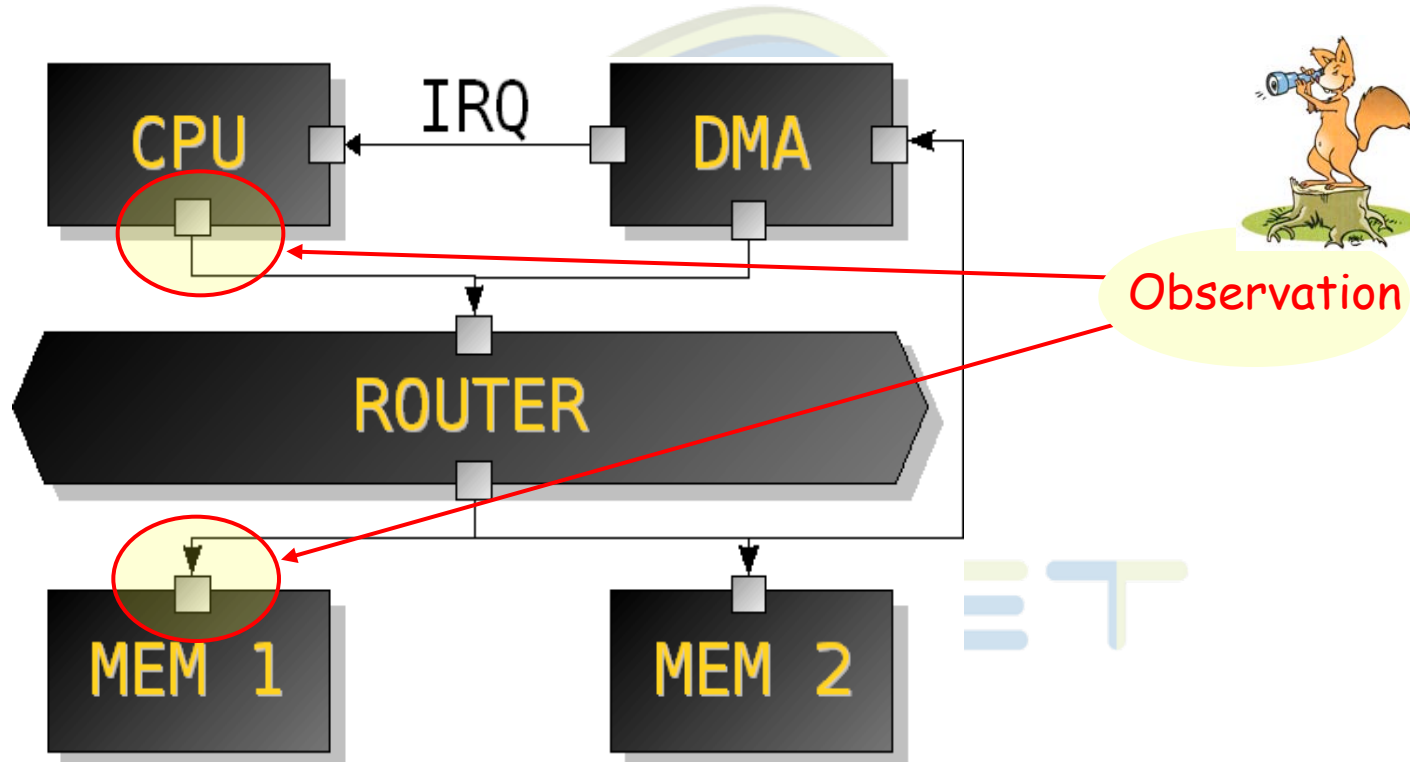 CPU
IRQ
DMA
Observation
ROUTER
MEM 1
MEM 2